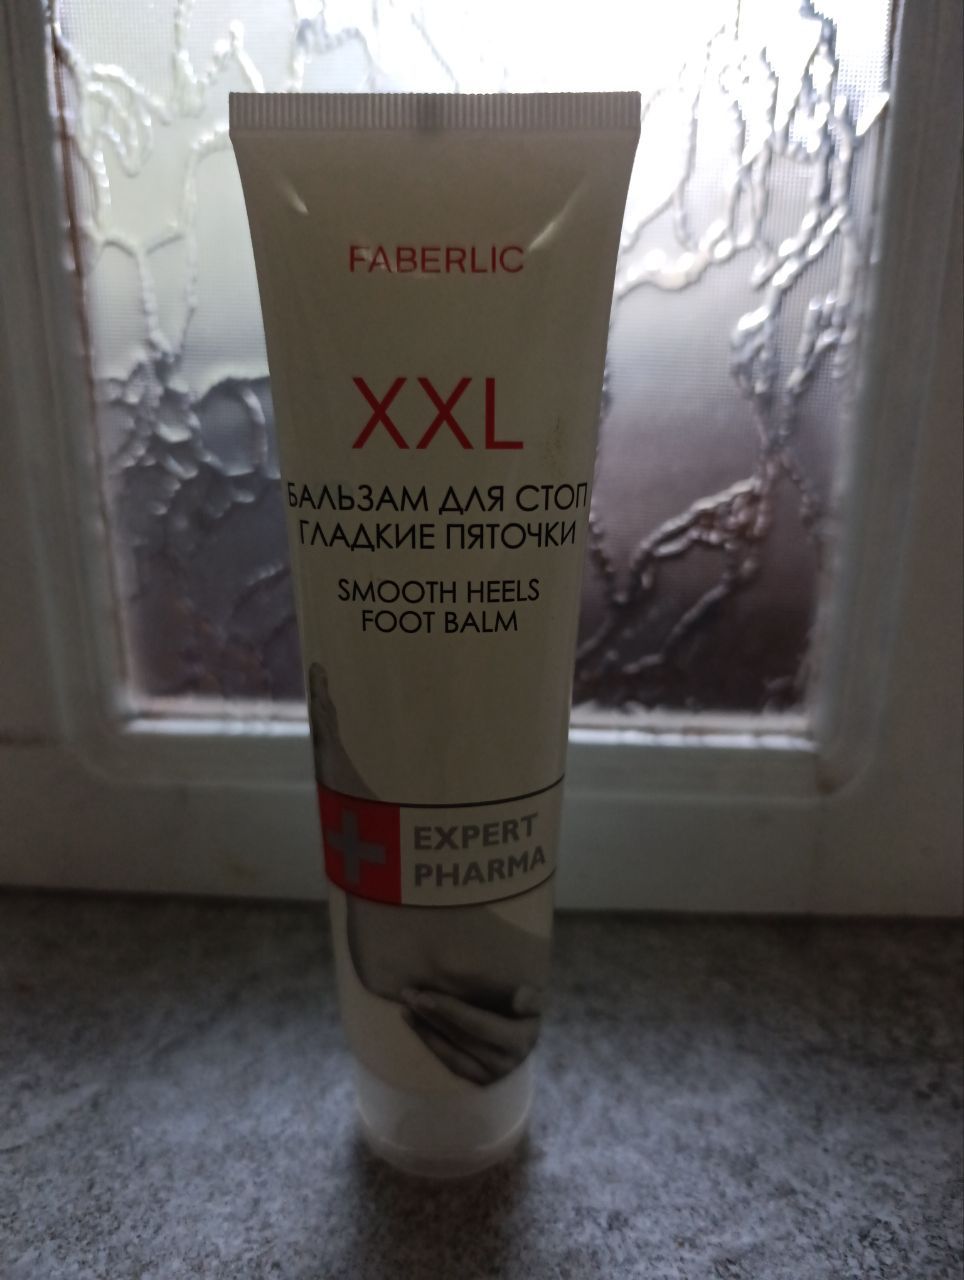 FABERLIC
XXL
БАЛЬЗАМ ДЛЯ СТОП
ГЛАДКИЕ ПЯТОЧКИ
SMOOTH HEELS
FOOT BALM
EXPERT
PHARMA